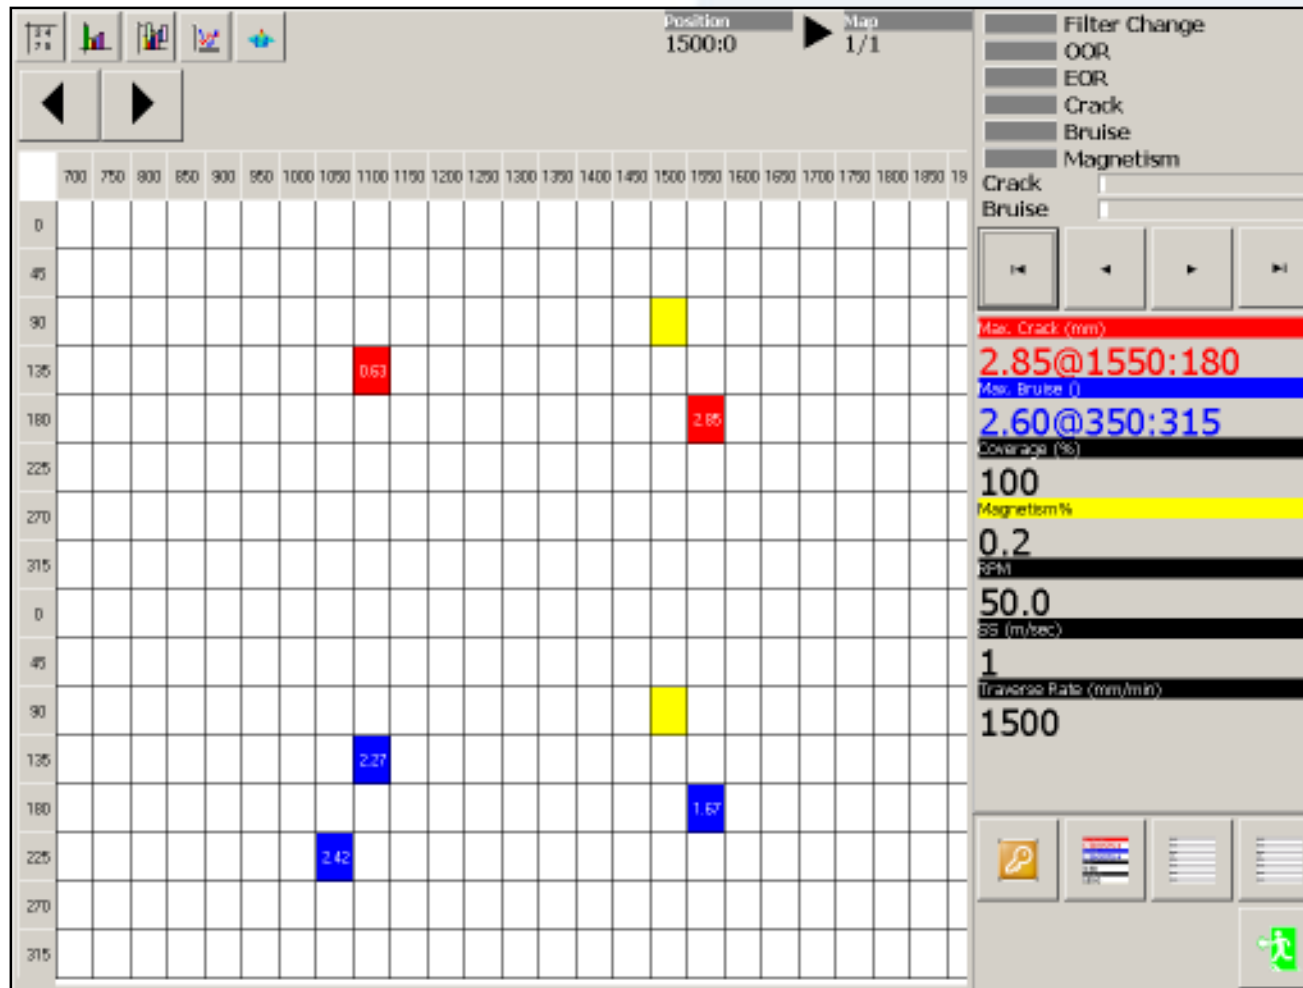 Position
1500:0
Map
1/1
Filter Change
OOR
EOR
Crack
Bruise
Magnetism
Crack
Bruise
700 750 800 850 900 950 1000 1050 1100 1150 1200 1250 1300 1350 1400 1450 1500 1550 1600 1650 1700 1750 1800 1850 19
0
45
90
135 0.63
180 2.85
225
270
315
0
45
90
135 2.27
180 1.67
225 2.42
270
315
Max. Crack (mm)
2.85@1550:180
Max. Bruise ()
2.60@350:315
Coverage (%)
100
Magnetism%
0.2
RPM
50.0
SS (m/sec)
1
Traverse Rate (mm/min)
1500